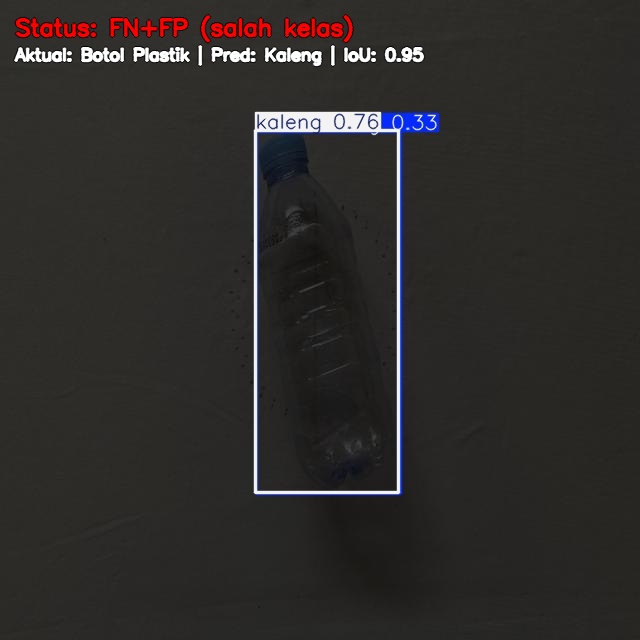 Status: FN+FP (salah kelas)
Aktual: Botol Plastik | Pred: Kaleng | IoU: 0.95
kaleng 0.76 0.33